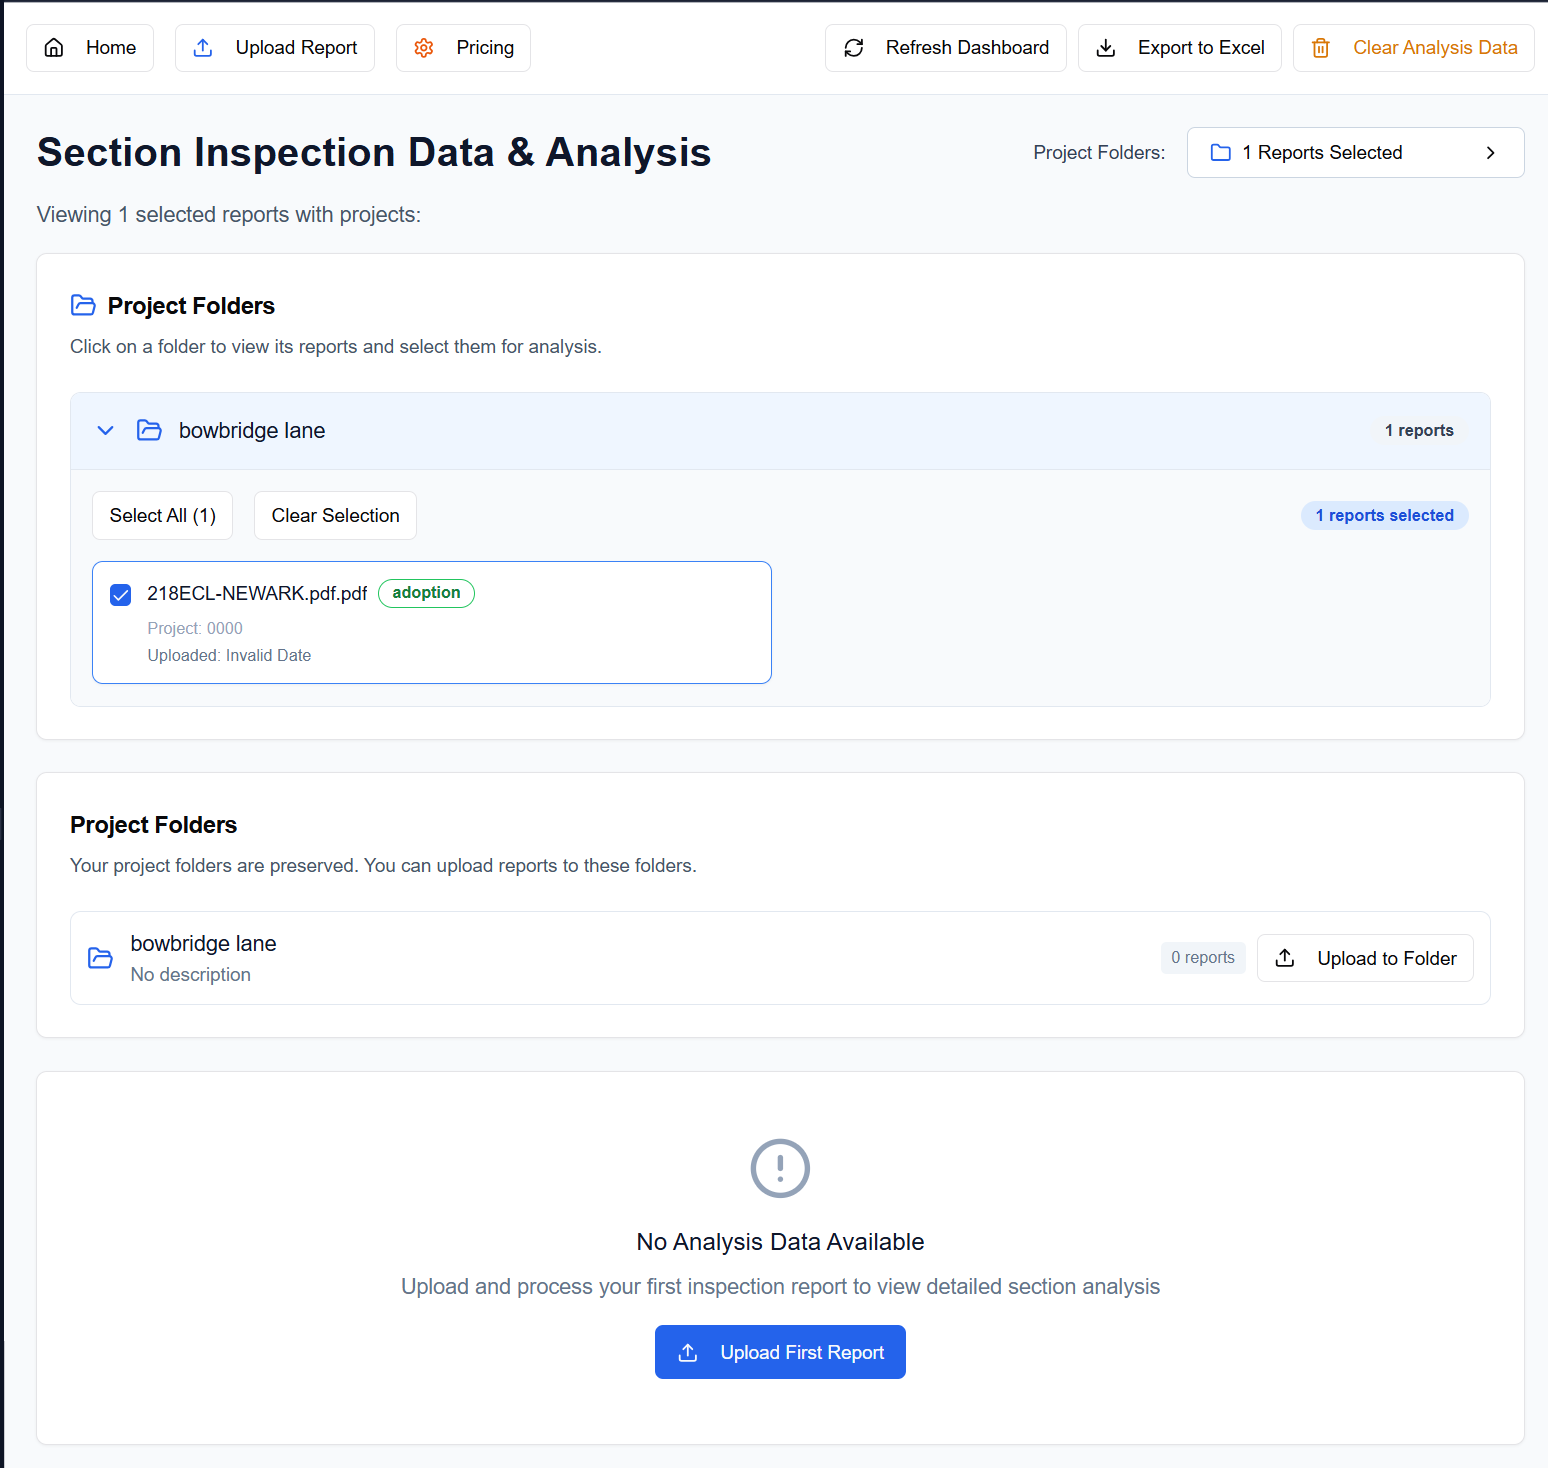 Home
Upload Report
Pricing
Refresh Dashboard
Export to Excel
Clear Analysis Data
Section Inspection Data & Analysis
Project Folders:
1 Reports Selected
Viewing 1 selected reports with projects:
Project Folders
Click on a folder to view its reports and select them for analysis.
bowbridge lane
1 reports
Select All (1)
Clear Selection
1 reports selected
218ECL-NEWARK.pdf.pdf
adoption
Project: 0000
Uploaded: Invalid Date
Project Folders
Your project folders are preserved. You can upload reports to these folders.
bowbridge lane
No description
0 reports
Upload to Folder
No Analysis Data Available
Upload and process your first inspection report to view detailed section analysis
Upload First Report